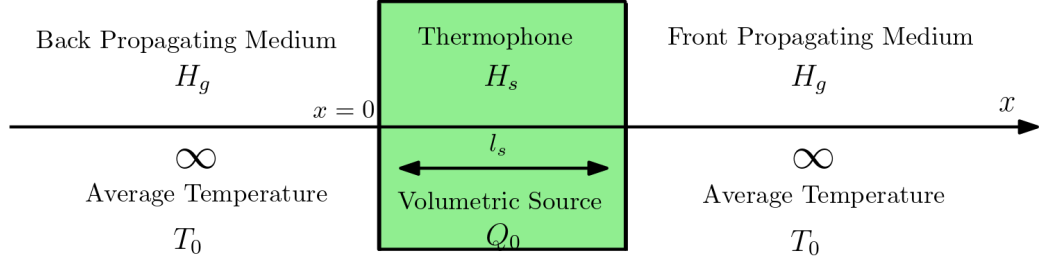 Back Propagating Medium
H_g
x = 0
Thermophone
H_s
Front Propagating Medium
H_g
x
∞
Average Temperature
T_0
l_s
Volumetric Source
Q_0
∞
Average Temperature
T_0